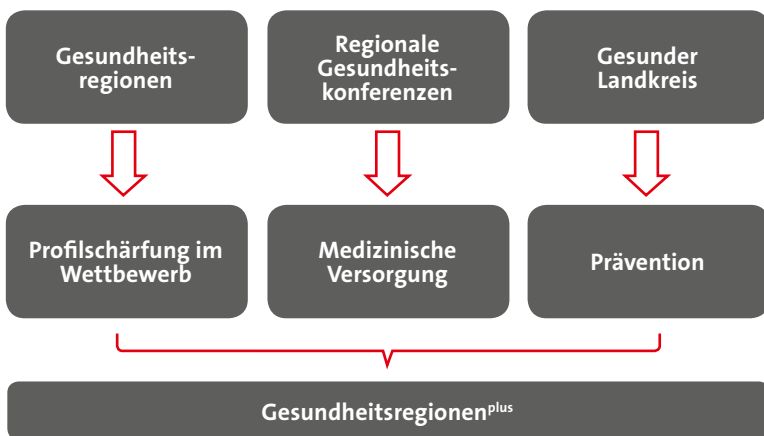 Gesundheits-
regionen
Regionale
Gesundheits-
konferenzen
Gesunder
Landkreis
Profilschärfung im
Wettbewerb
Medizinische
Versorgung
Prävention
Gesundheitsregionenplus